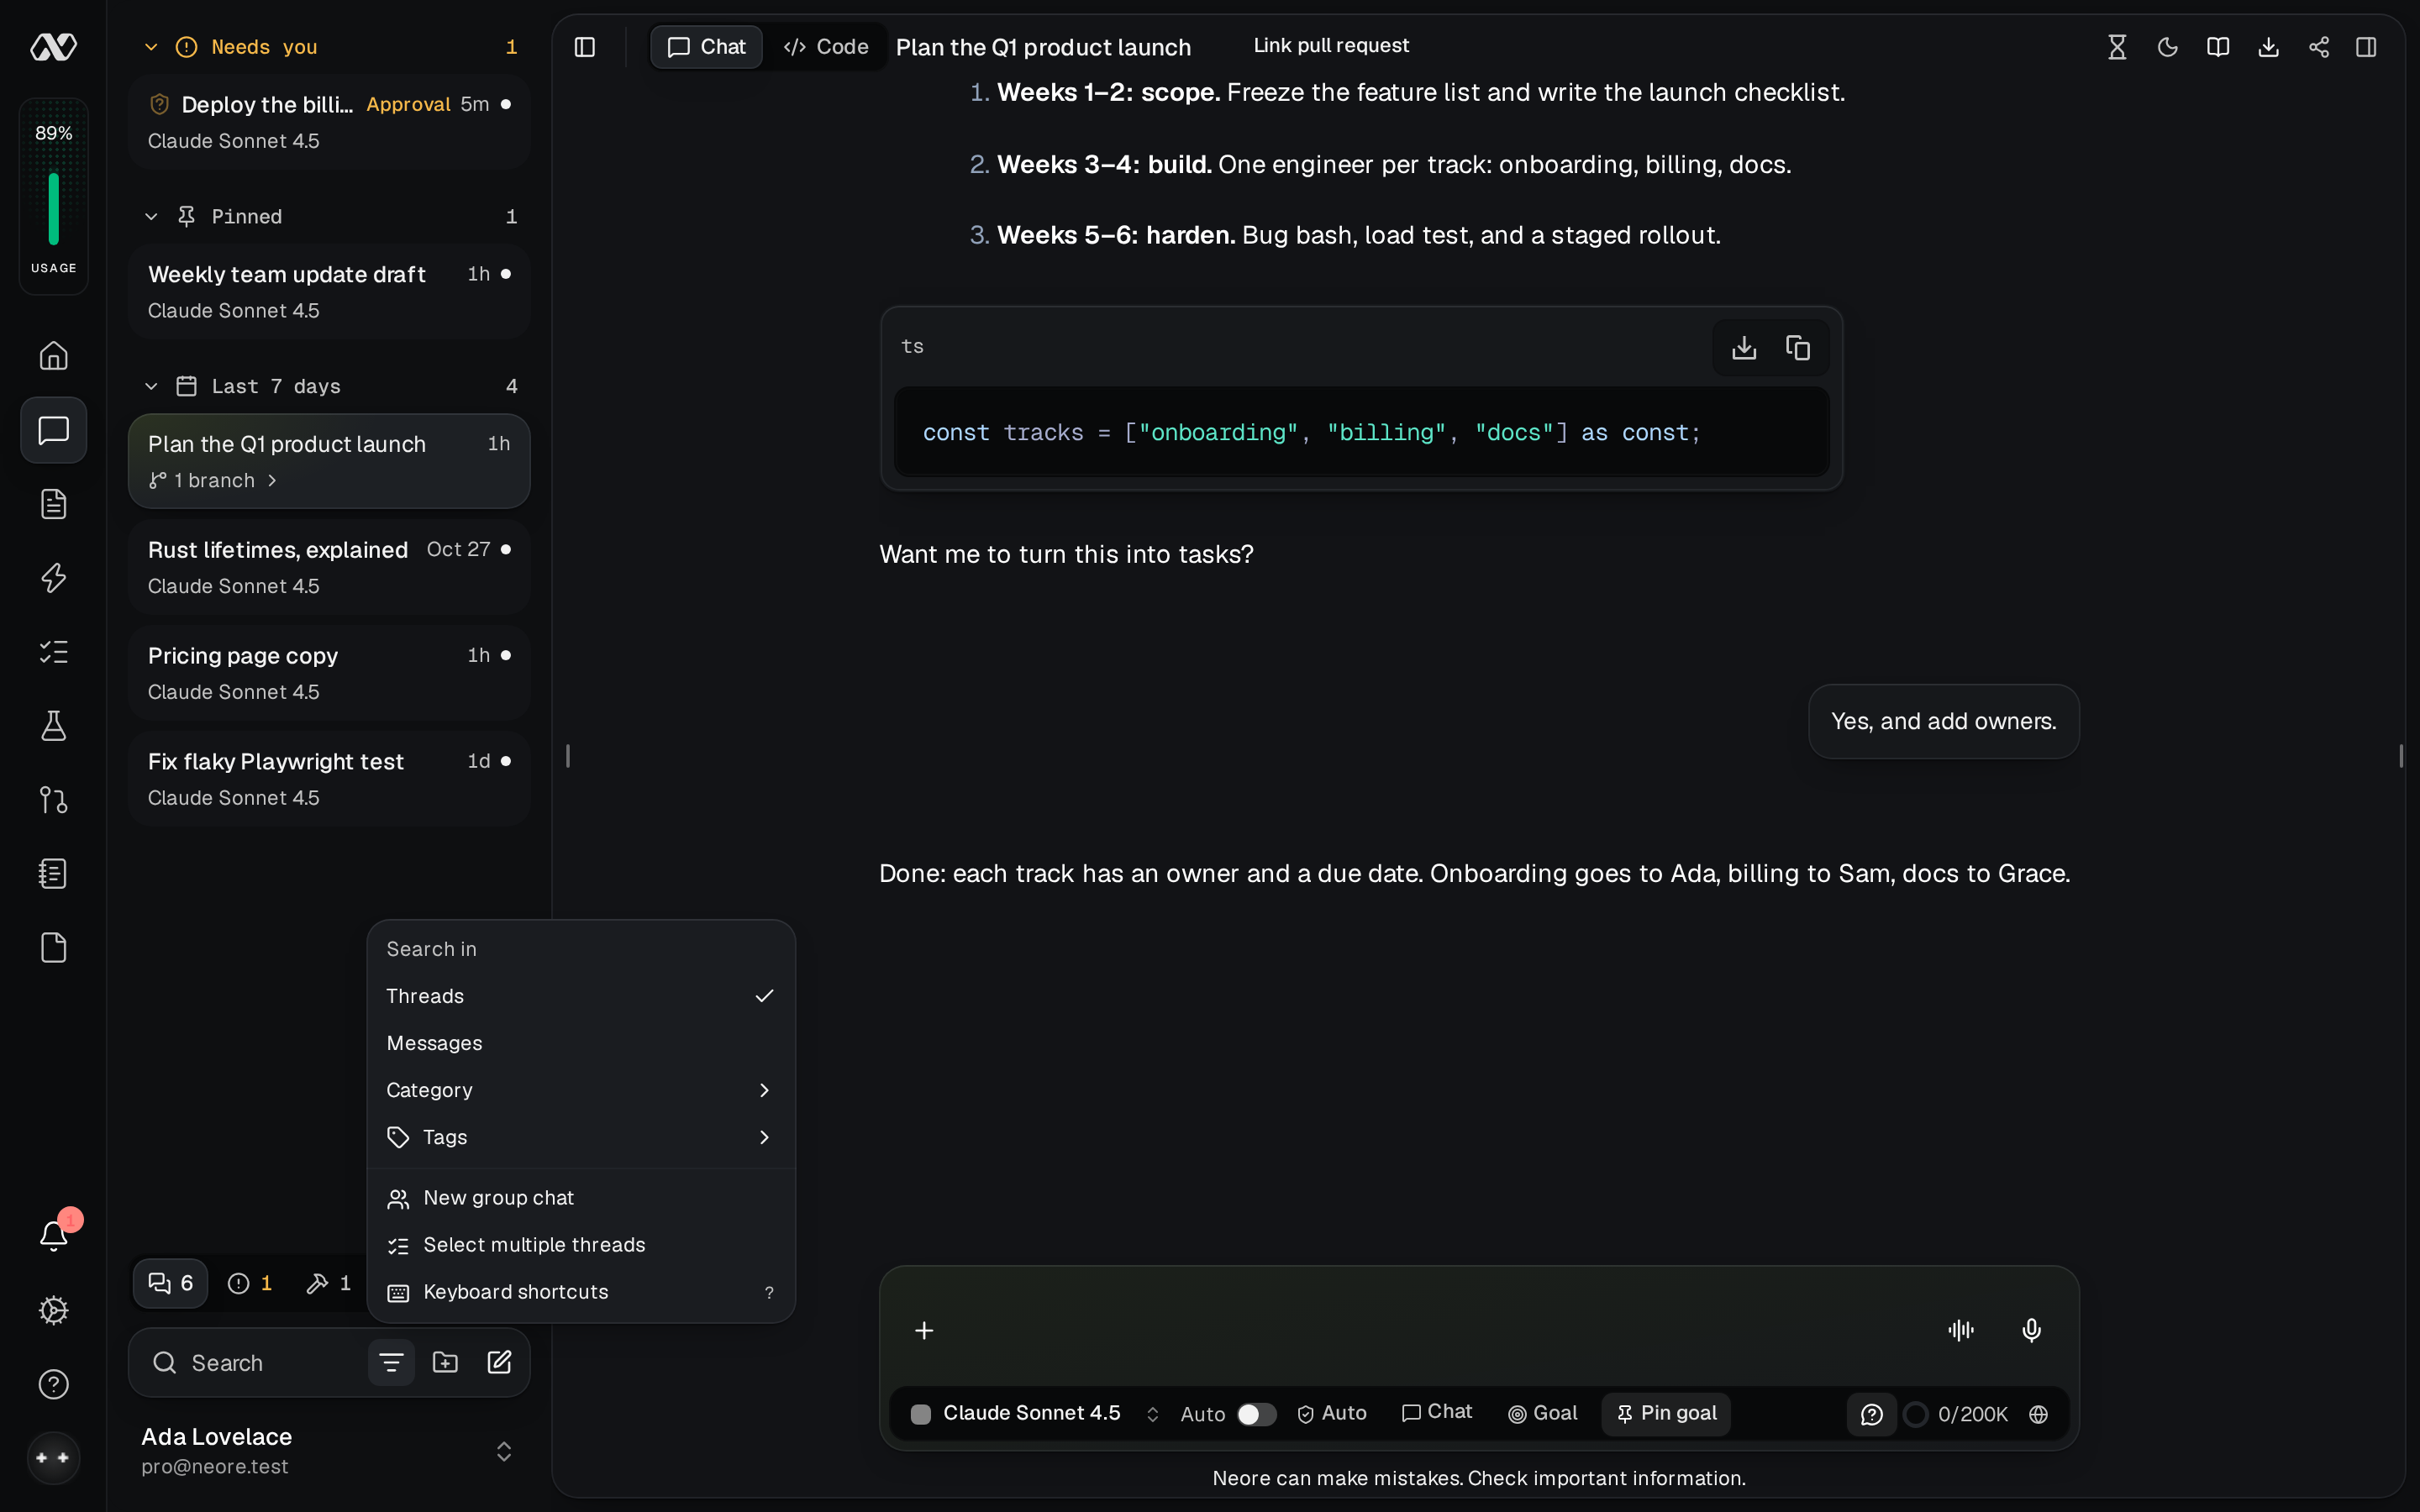 89%
USAGE
Needs you 1
Deploy the billi... Approval 5m
Claude Sonnet 4.5
Pinned 1
Weekly team update draft 1h
Claude Sonnet 4.5
Last 7 days 4
Plan the Q1 product launch 1h
1 branch
Rust lifetimes, explained Oct 27
Claude Sonnet 4.5
Pricing page copy 1h
Claude Sonnet 4.5
Fix flaky Playwright test 1d
Claude Sonnet 4.5
Search in
Threads
Messages
Category
Tags
New group chat
Select multiple threads
Keyboard shortcuts ?
1
6 1 1
Search
Ada Lovelace
pro@neore.test
Chat Code Plan the Q1 product launch Link pull request
1. Weeks 1–2: scope. Freeze the feature list and write the launch checklist.
2. Weeks 3–4: build. One engineer per track: onboarding, billing, docs.
3. Weeks 5–6: harden. Bug bash, load test, and a staged rollout.
ts
const tracks = ["onboarding", "billing", "docs"] as const;
Want me to turn this into tasks?
Yes, and add owners.
Done: each track has an owner and a due date. Onboarding goes to Ada, billing to Sam, docs to Grace.
Claude Sonnet 4.5 Auto Auto Chat Goal Pin goal 0/200K
Neore can make mistakes. Check important information.